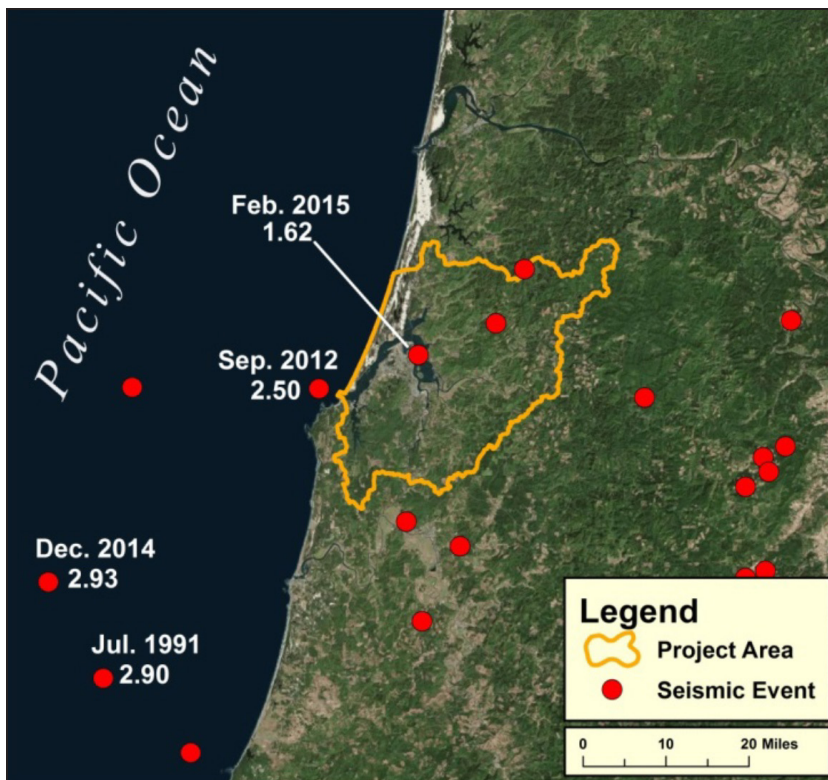 Pacific Ocean
Feb. 2015
1.62
Sep. 2012
2.50
Dec. 2014
2.93
Jul. 1991
2.90
Legend
Project Area
Seismic Event
0 10 20 Miles